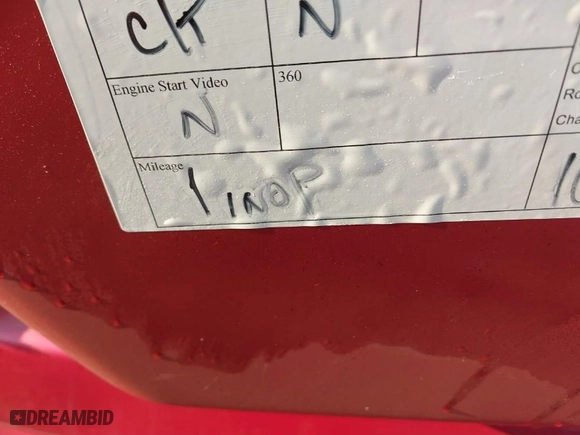 CK N
Engine Start Video 360
N
Mileage
1 INOP
DREAMBID